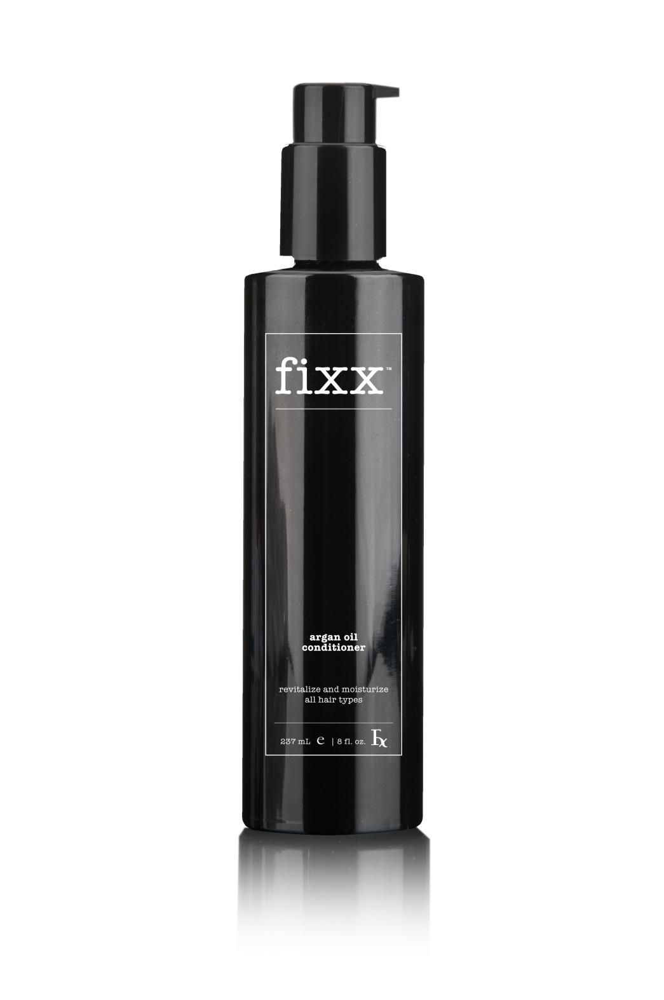 fixx™
argan oil
conditioner
revitalize and moisturize
all hair types
237 mL e | 8 fl. oz. Fx